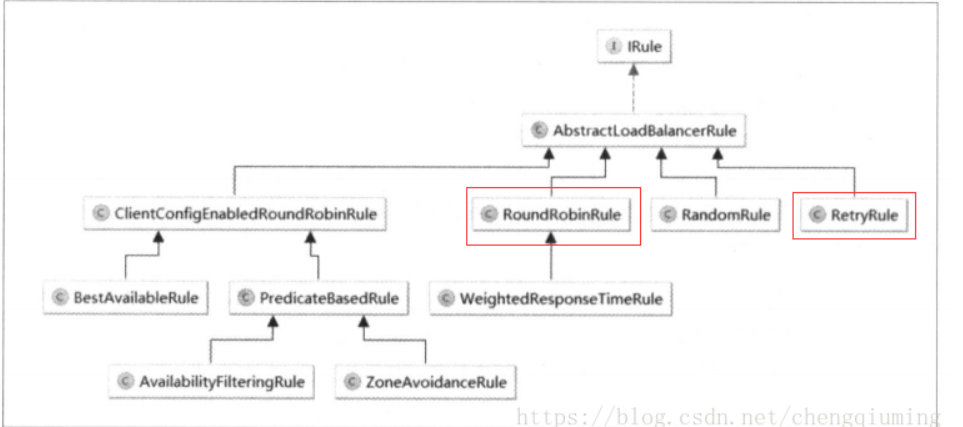 I IRule
C AbstractLoadBalancerRule
C ClientConfigEnabledRoundRobinRule C RoundRobinRule C RandomRule C RetryRule
C BestAvailableRule C PredicateBasedRule C WeightedResponseTimeRule
C AvailabilityFilteringRule C ZoneAvoidanceRule
https://blog.csdn.net/chengqiuming